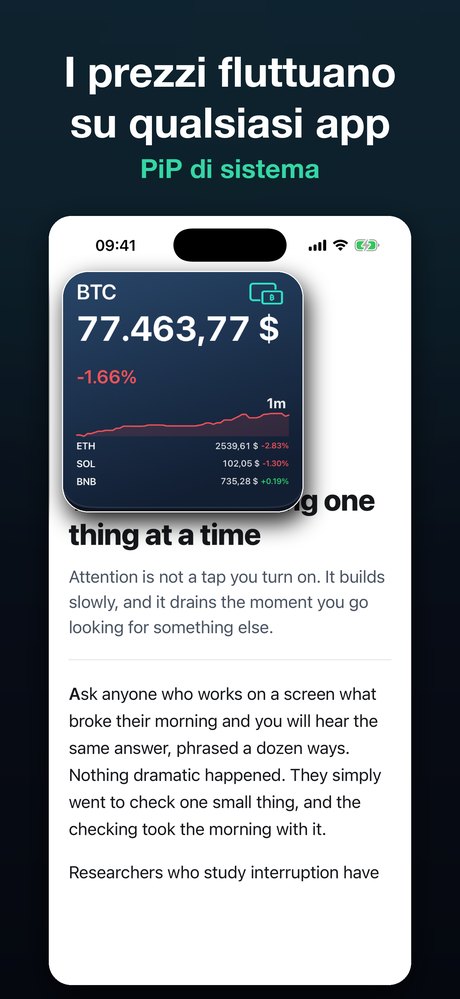 I prezzi fluttuano
su qualsiasi app
PiP di sistema
09:41
BTC
77.463,77 $
-1.66%
1m
ETH 2539,61 $ -2.83%
SOL 102,05 $ -1.30%
BNB 735,28 $ +0.19%
one
thing at a time
Attention is not a tap you turn on. It builds
slowly, and it drains the moment you go
looking for something else.
Ask anyone who works on a screen what
broke their morning and you will hear the
same answer, phrased a dozen ways.
Nothing dramatic happened. They simply
went to check one small thing, and the
checking took the morning with it.
Researchers who study interruption have